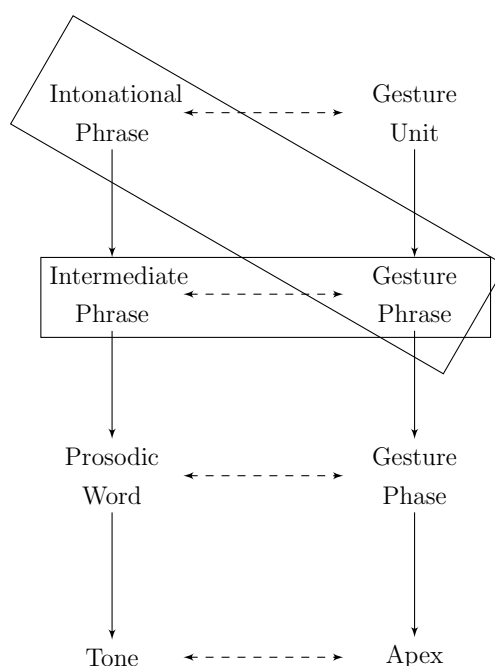 Intonational
Phrase
Gesture
Unit
Intermediate
Phrase
Gesture
Phrase
Prosodic
Word
Gesture
Phase
Tone
Apex